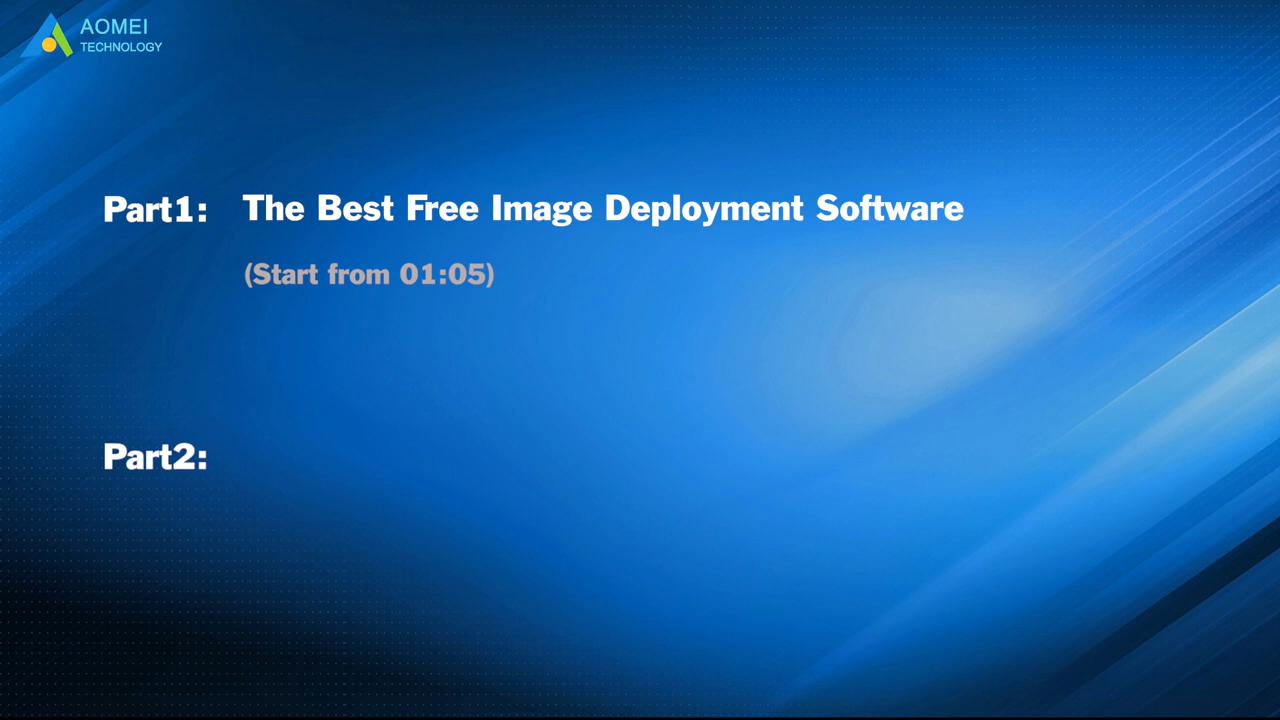 AOMEI
TECHNOLOGY
Part1: The Best Free Image Deployment Software
(Start from 01:05)
Part2: